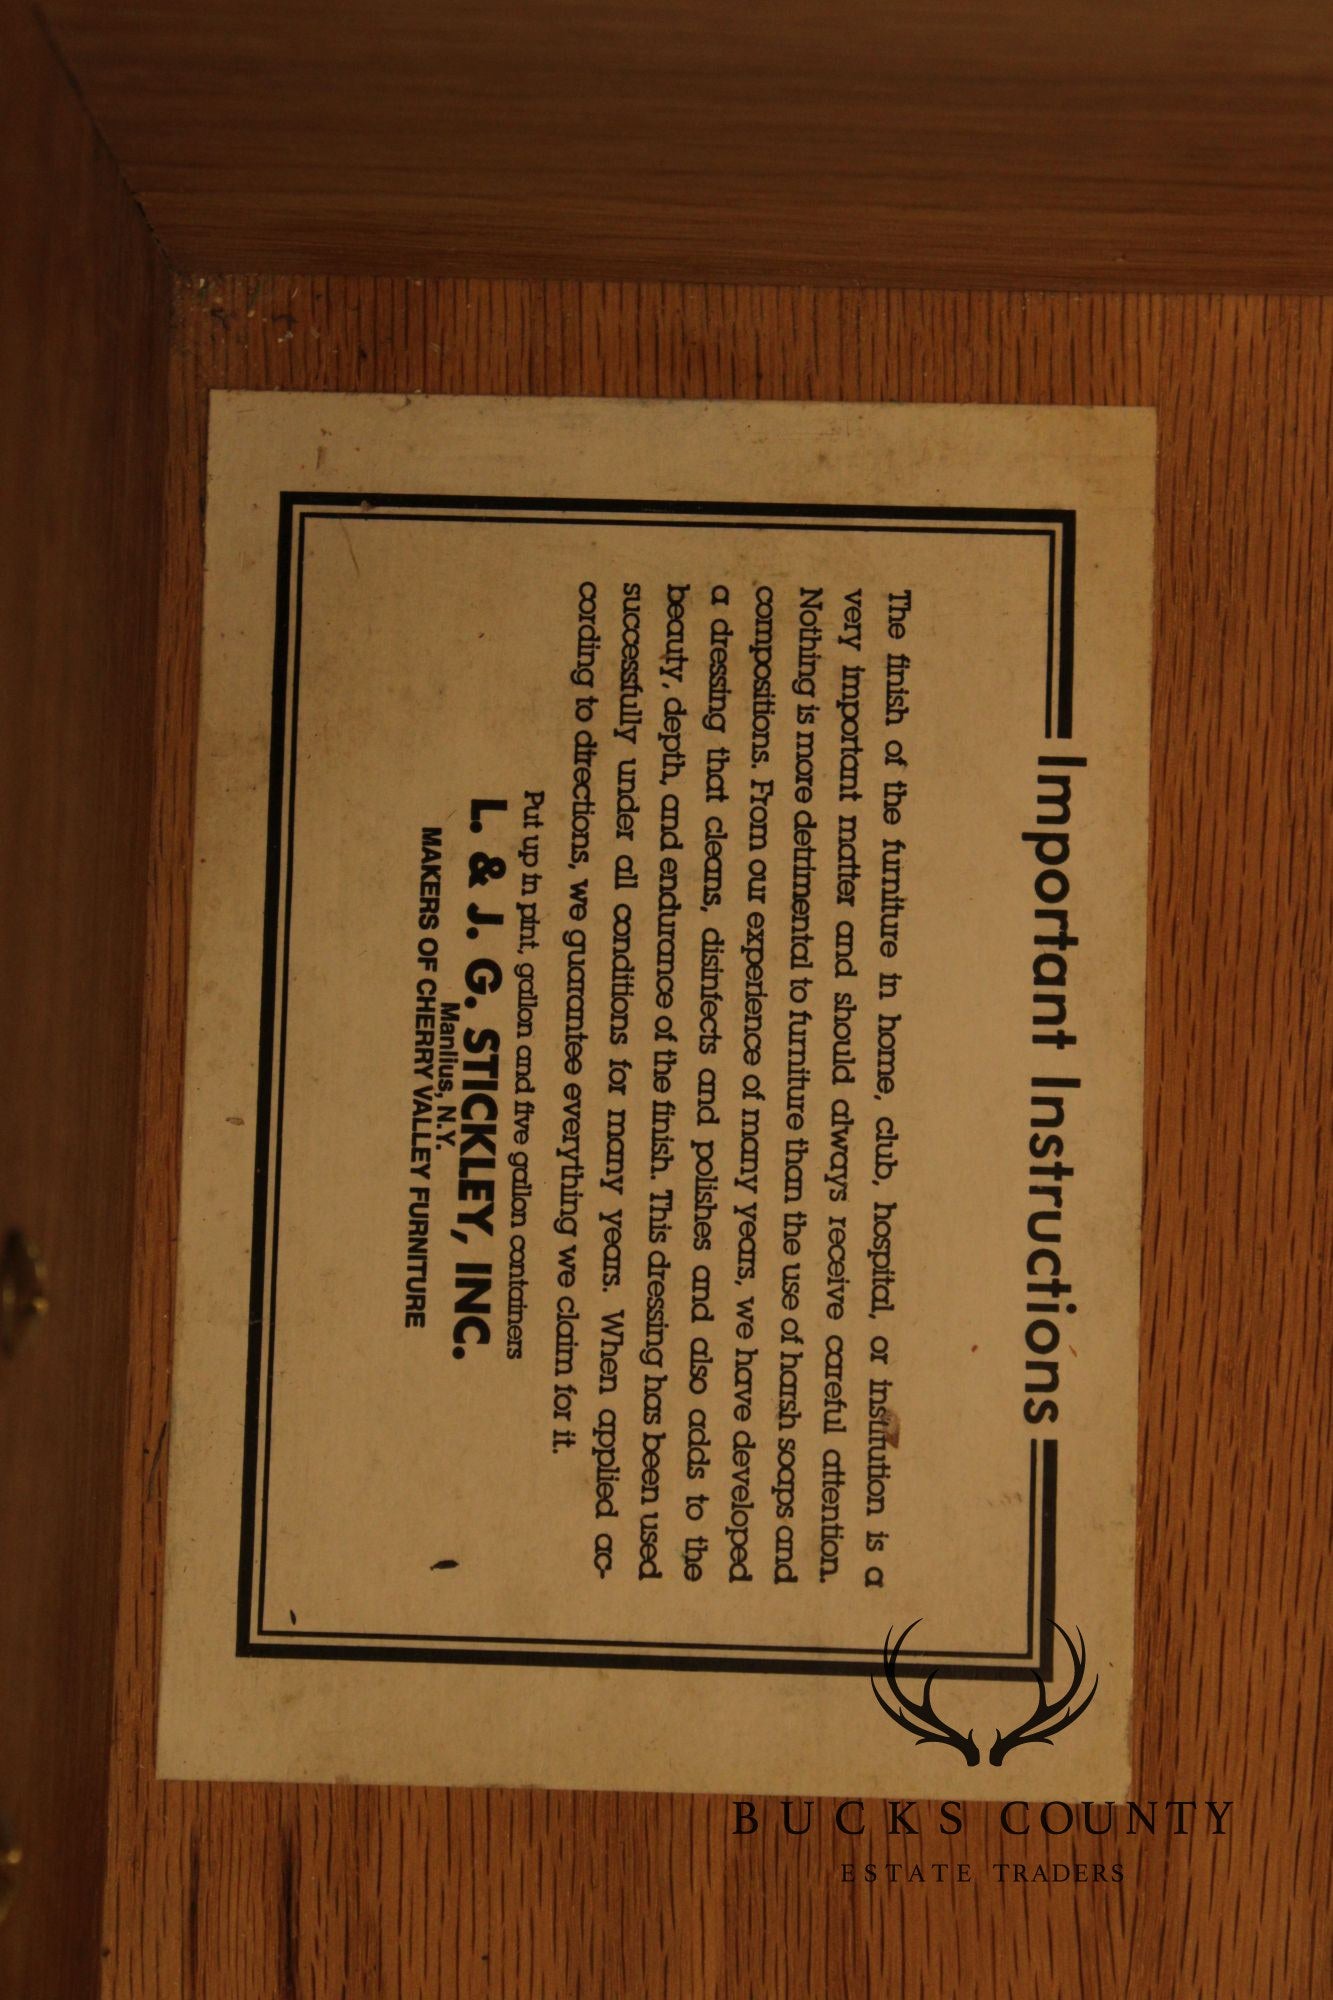 Important Instructions
The finish of the furniture in home, club, hospital, or institution is a
very important matter and should always receive careful attention.
Nothing is more detrimental to furniture than the use of harsh soaps and
compositions. From our experience of many years, we have developed
a dressing that cleans, disinfects and polishes and also adds to the
beauty, depth, and endurance of the finish. This dressing has been used
successfully under all conditions for many years. When applied ac-
cording to directions, we guarantee everything we claim for it.
Put up in pint, gallon and five gallon containers
L. & J. G. STICKLEY, INC.
Manlius, N.Y.
MAKERS OF CHERRY VALLEY FURNITURE
BUCKS COUNTY
ESTATE TRADERS